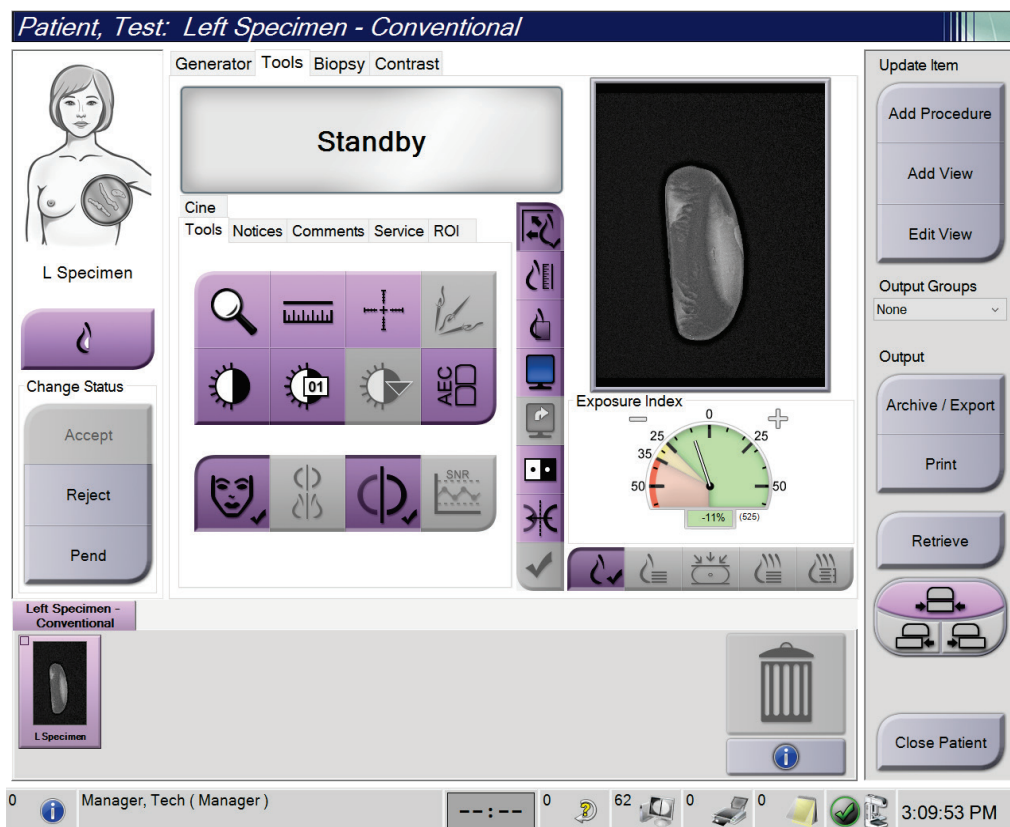 Patient, Test: Left Specimen - Conventional
Generator Tools Biopsy Contrast
Standby
Cine
Tools Notices Comments Service ROI
L Specimen
Change Status
Accept
Reject
Pend
01
AEC
SNR
Exposure Index
0
25 25
35
50 50
-11% (525)
Update Item
Add Procedure
Add View
Edit View
Output Groups
None
Output
Archive / Export
Print
Retrieve
Close Patient
Left Specimen -
Conventional
L Specimen
0 Manager, Tech ( Manager ) --:-- 0 62 0 0 3:09:53 PM